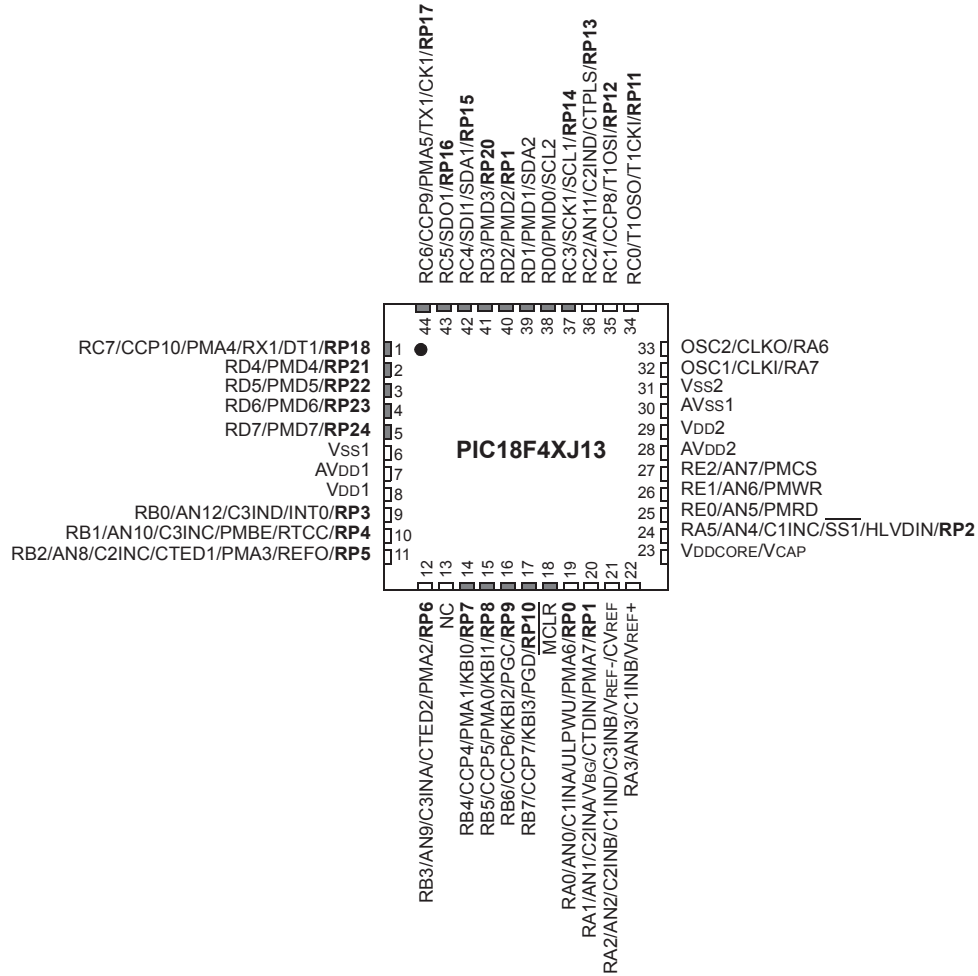 RC6/CCP9/PMA5/TX1/CK1/RP17
RC5/SDO1/RP16
RC4/SDI1/SDA1/RP15
RD3/PMD3/RP20
RD2/PMD2/RP1
RD1/PMD1/SDA2
RD0/PMD0/SCL2
RC3/SCK1/SCL1/RP14
RC2/AN11/C2IND/CTPLS/RP13
RC1/CCP8/T1OSI/RP12
RC0/T1OSO/T1CKI/RP11
44
43
42
41
40
39
38
37
36
35
34
RC7/CCP10/PMA4/RX1/DT1/RP18 1
RD4/PMD4/RP21 2
RD5/PMD5/RP22 3
RD6/PMD6/RP23 4
RD7/PMD7/RP24 5
VSS1 6
AVDD1 7
VDD1 8
RB0/AN12/C3IND/INT0/RP3 9
RB1/AN10/C3INC/PMBE/RTCC/RP4 10
RB2/AN8/C2INC/CTED1/PMA3/REFO/RP5 11
PIC18F4XJ13
33 OSC2/CLKO/RA6
32 OSC1/CLKI/RA7
31 VSS2
30 AVSS1
29 VDD2
28 AVDD2
27 RE2/AN7/PMCS
26 RE1/AN6/PMWR
25 RE0/AN5/PMRD
24 RA5/AN4/C1INC/SS1/HLVDIN/RP2
23 VDDCORE/VCAP
12
13
14
15
16
17
18
19
20
21
22
RB3/AN9/C3INA/CTED2/PMA2/RP6
NC
RB4/CCP4/PMA1/KBI0/RP7
RB5/CCP5/PMA0/KBI1/RP8
RB6/CCP6/KBI2/PGC/RP9
RB7/CCP7/KBI3/PGD/RP10
MCLR
RA0/AN0/C1INA/ULPWU/PMA6/RP0
RA1/AN1/C2INA/VBG/CTDIN/PMA7/RP1
RA2/AN2/C2INB/C1IND/C3INB/VREF-/CVREF
RA3/AN3/C1INB/VREF+